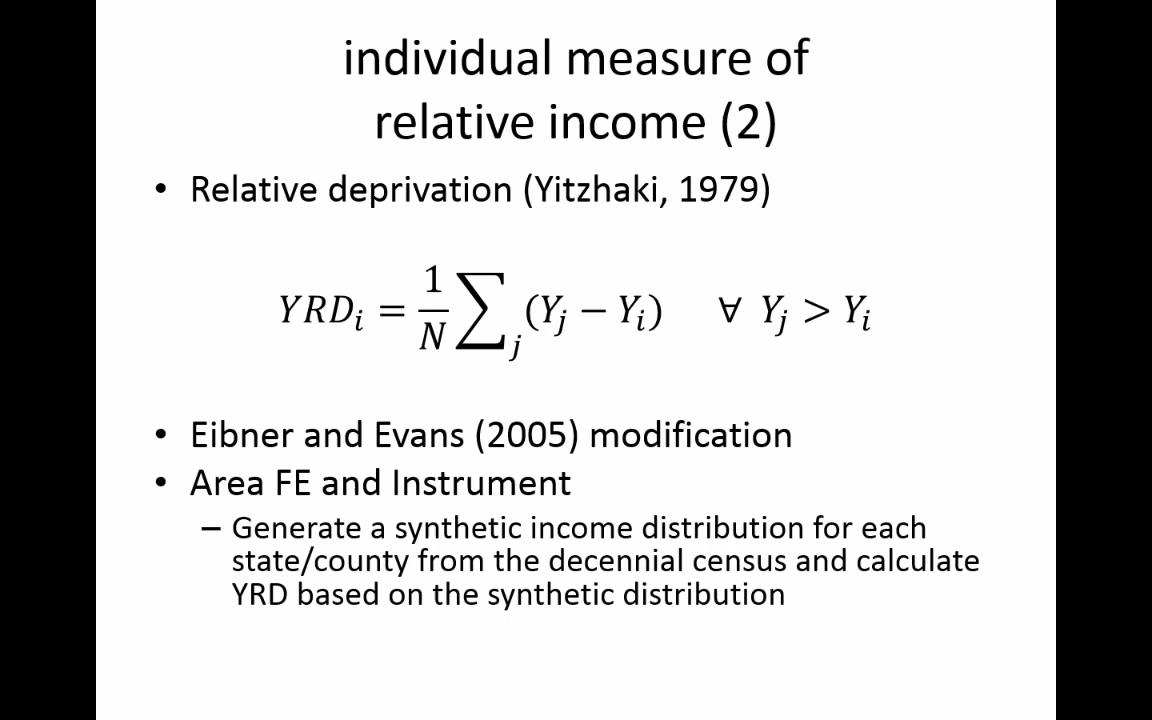 individual measure of
relative income (2)
• Relative deprivation (Yitzhaki, 1979)
YRD_i = 1/N ∑_j (Y_j − Y_i) ∀ Y_j > Y_i
• Eibner and Evans (2005) modification
• Area FE and Instrument
– Generate a synthetic income distribution for each
state/county from the decennial census and calculate
YRD based on the synthetic distribution